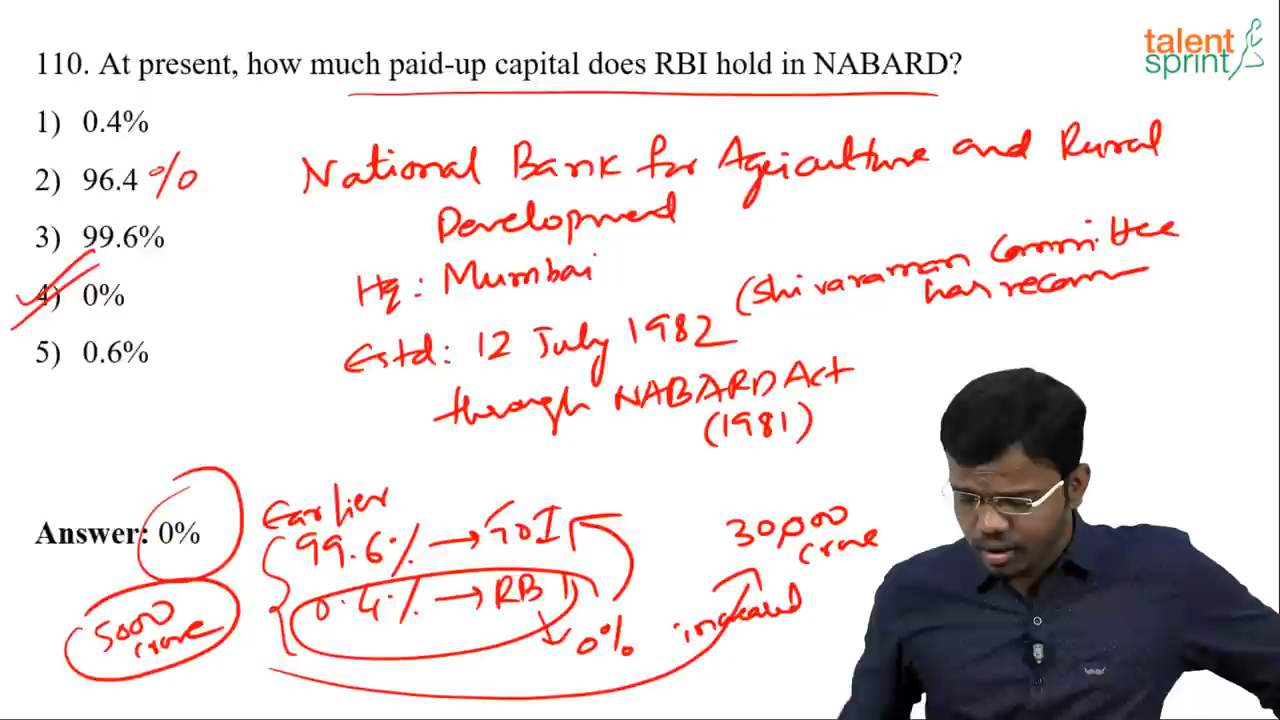 talent
sprint
110. At present, how much paid-up capital does RBI hold in NABARD?
1) 0.4%
2) 96.4 %
3) 99.6%
4) 0%
5) 0.6%
National Bank for Agriculture and Rural
Development
Hq: Mumbai
Estd: 12 July 1982 (Shivaraman Committee
has recom
through NABARD Act
(1981)
Answer: 0%
5000
crore
Earlier
99.6% → GOI
0.4% → RBI
0%
increased
30,000
crore